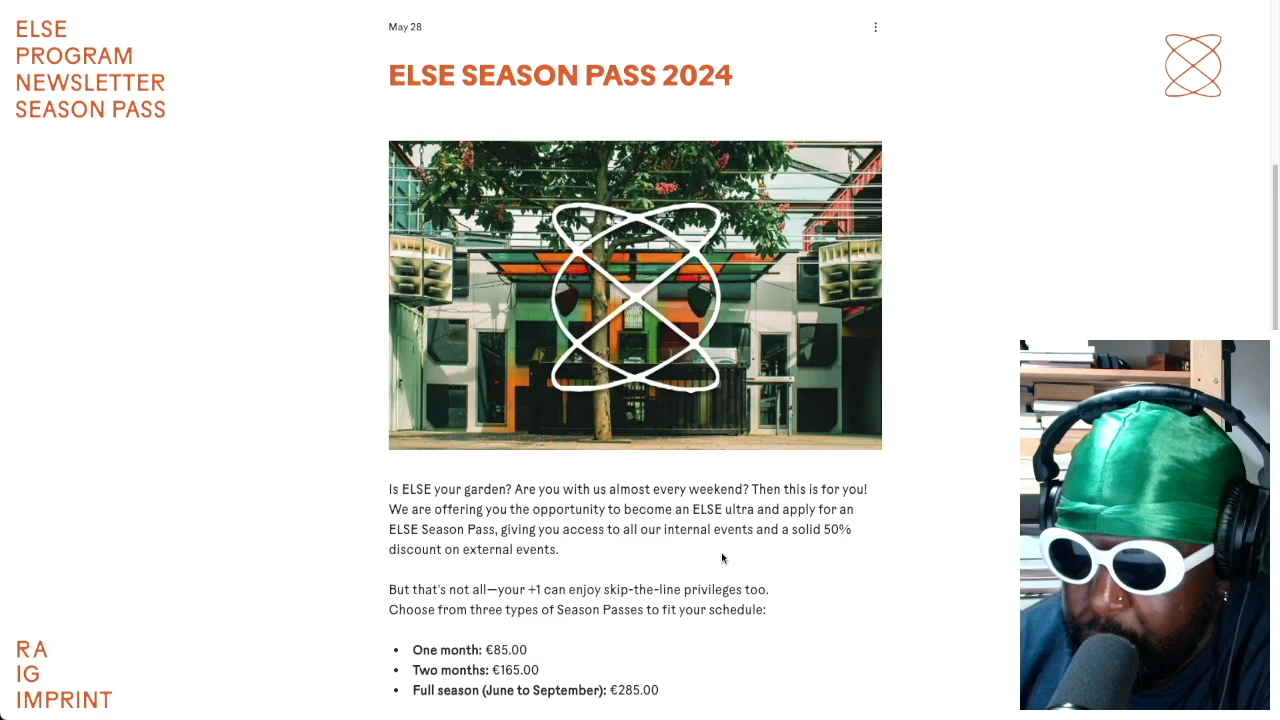 ELSE
PROGRAM
NEWSLETTER
SEASON PASS
May 28
ELSE SEASON PASS 2024
Is ELSE your garden? Are you with us almost every weekend? Then this is for you!
We are offering you the opportunity to become an ELSE ultra and apply for an
ELSE Season Pass, giving you access to all our internal events and a solid 50%
discount on external events.
But that's not all—your +1 can enjoy skip-the-line privileges too.
Choose from three types of Season Passes to fit your schedule:
• One month: €85.00
• Two months: €165.00
• Full season (June to September): €285.00
RA
IG
IMPRINT